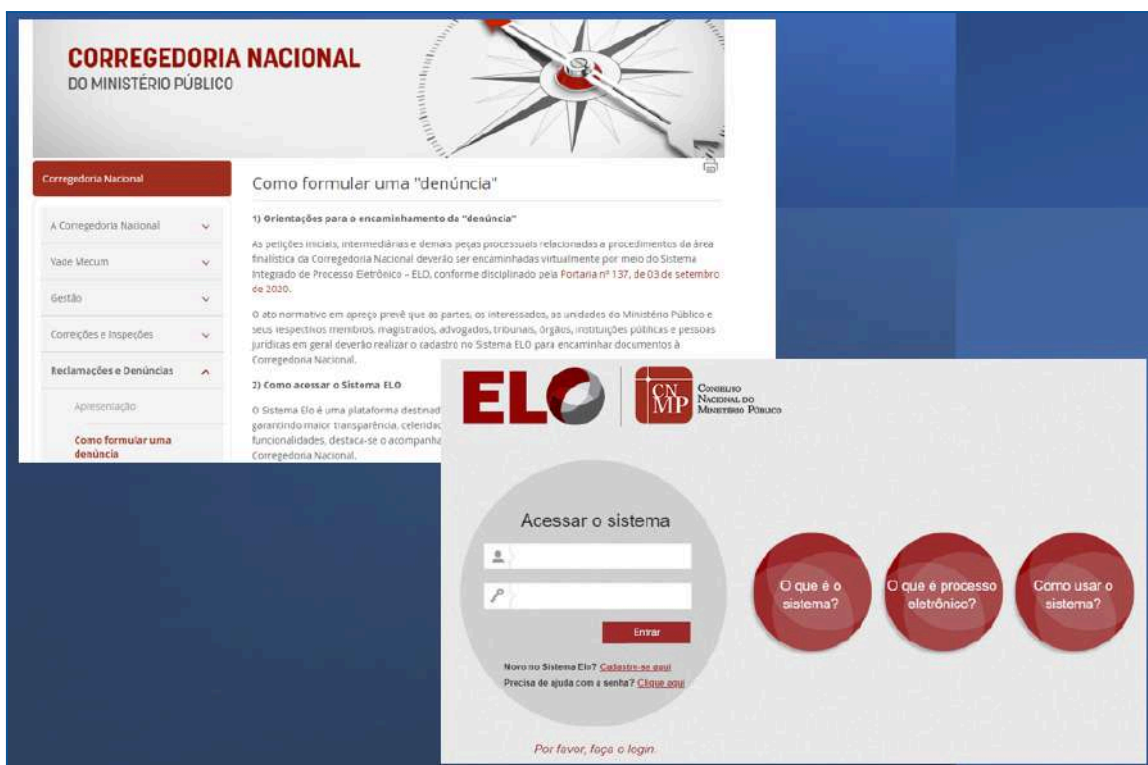 CORREGEDORIA NACIONAL
DO MINISTÉRIO PÚBLICO
Corregedoria Nacional
A Corregedoria Nacional
Vade Mecum
Gestão
Correições e Inspeções
Reclamações e Denúncias
Apresentação
Como formular uma
denúncia
Como formular uma "denúncia"
1) Orientações para o encaminhamento da "denúncia"
As petições iniciais, intermediárias e demais peças processuais relacionadas a procedimentos da área
finalística da Corregedoria Nacional deverão ser encaminhadas virtualmente por meio do Sistema
Integrado de Processo Eletrônico – ELO, conforme disciplinado pela Portaria nº 137, de 03 de setembro
de 2020.
O ato normativo em apreço prevê que as partes, os interessados, as unidades do Ministério Público e
seus respectivos membros, magistrados, advogados, tribunais, órgãos, instituições públicas e pessoas
jurídicas em geral deverão realizar o cadastro no Sistema ELO para encaminhar documentos à
Corregedoria Nacional.
2) Como acessar o Sistema ELO
O Sistema Elo é uma plataforma destinad
garantindo maior transparência, celeridad
funcionalidades, destaca-se o acompanha
Corregedoria Nacional.
ELO
CN
MP
CONSELHO
NACIONAL DO
MINISTÉRIO PÚBLICO
Acessar o sistema
Entrar
Novo no Sistema Elo? Cadastre-se aqui
Precisa de ajuda com a senha? Clique aqui
Por favor, faça o login.
O que é o
sistema?
O que é processo
eletrônico?
Como usar o
sistema?